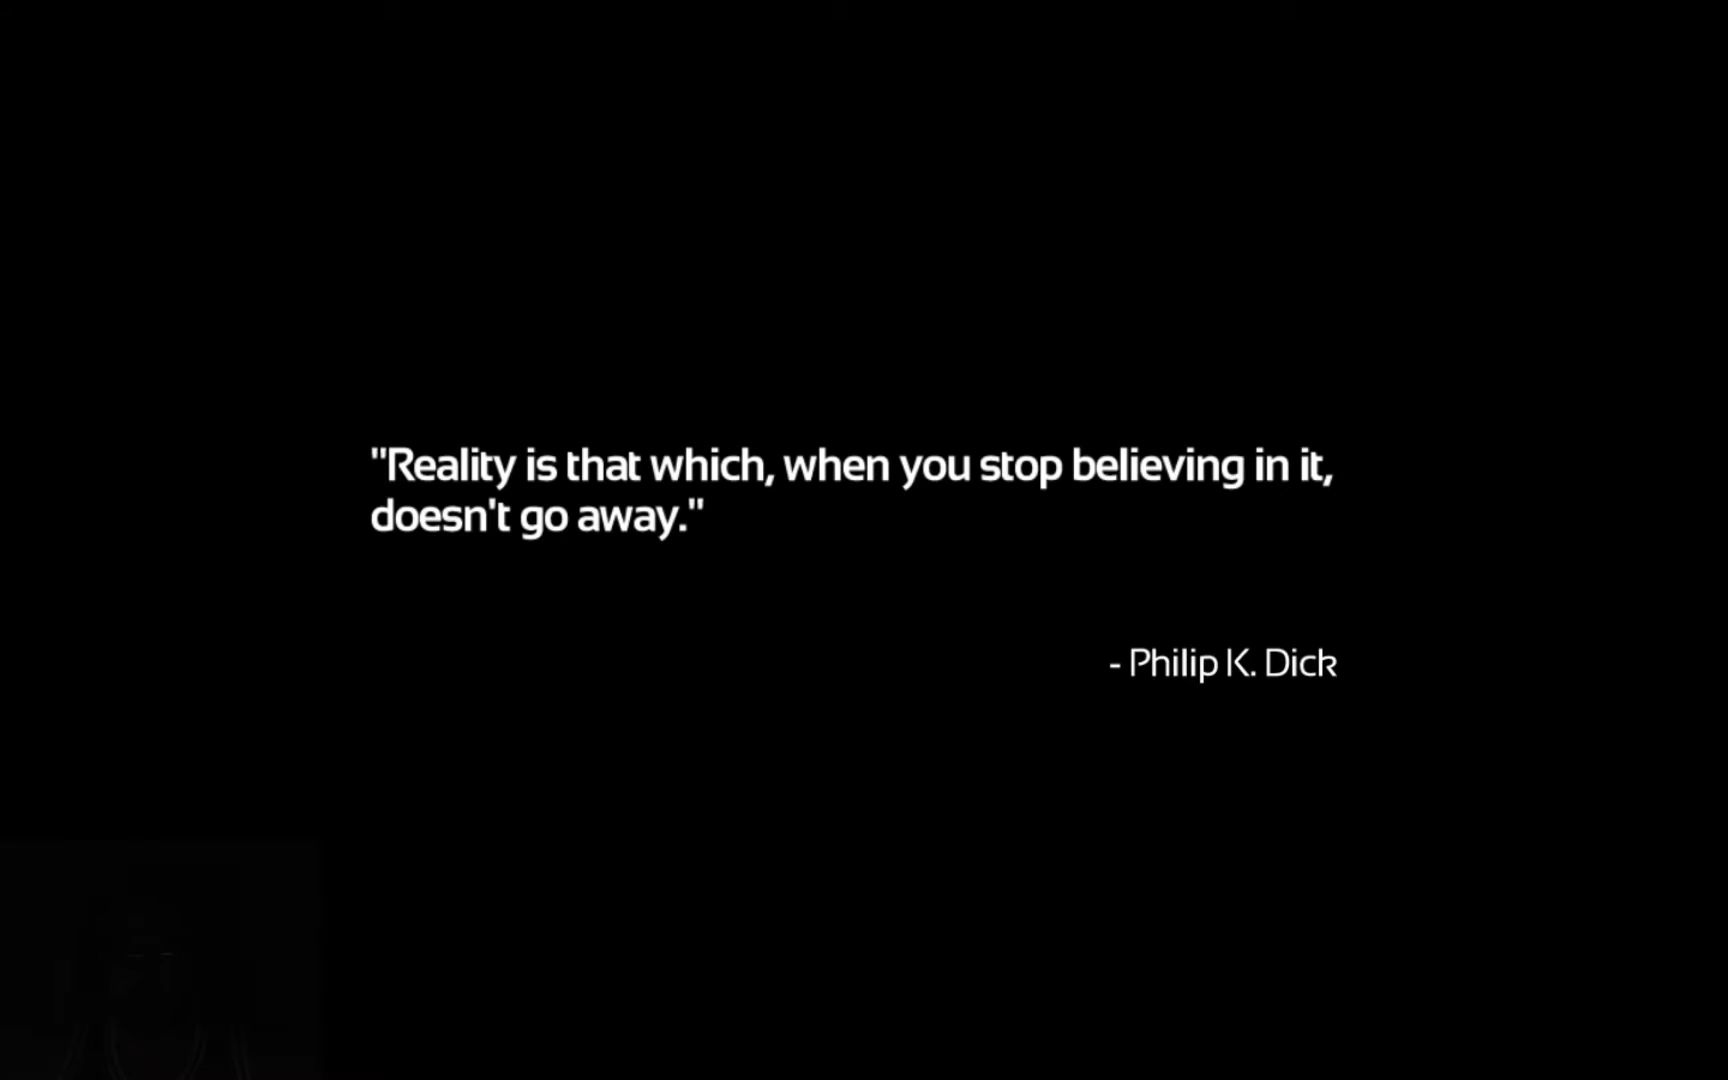 "Reality is that which, when you stop believing in it,
doesn't go away."
- Philip K. Dick